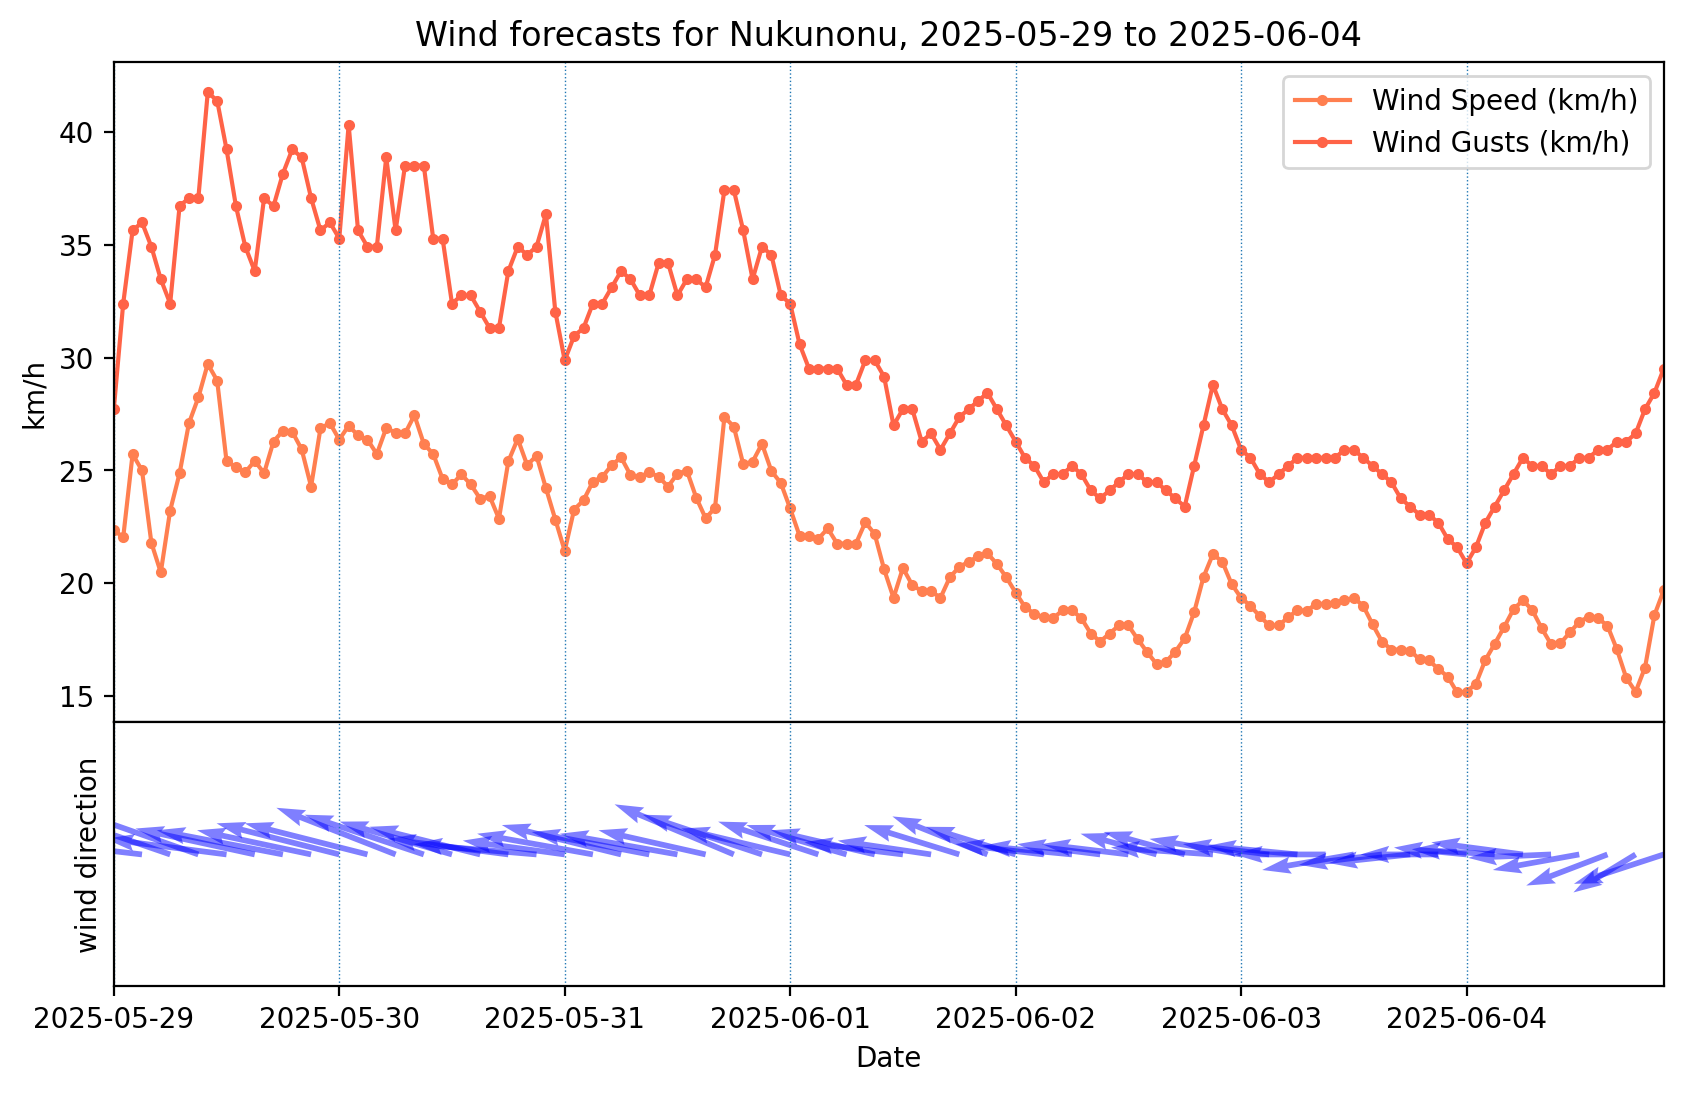 Wind forecasts for Nukunonu, 2025-05-29 to 2025-06-04
Wind Speed (km/h)
Wind Gusts (km/h)
km/h
40
35
30
25
20
15
wind direction
2025-05-29
2025-05-30
2025-05-31
2025-06-01
2025-06-02
2025-06-03
2025-06-04
Date